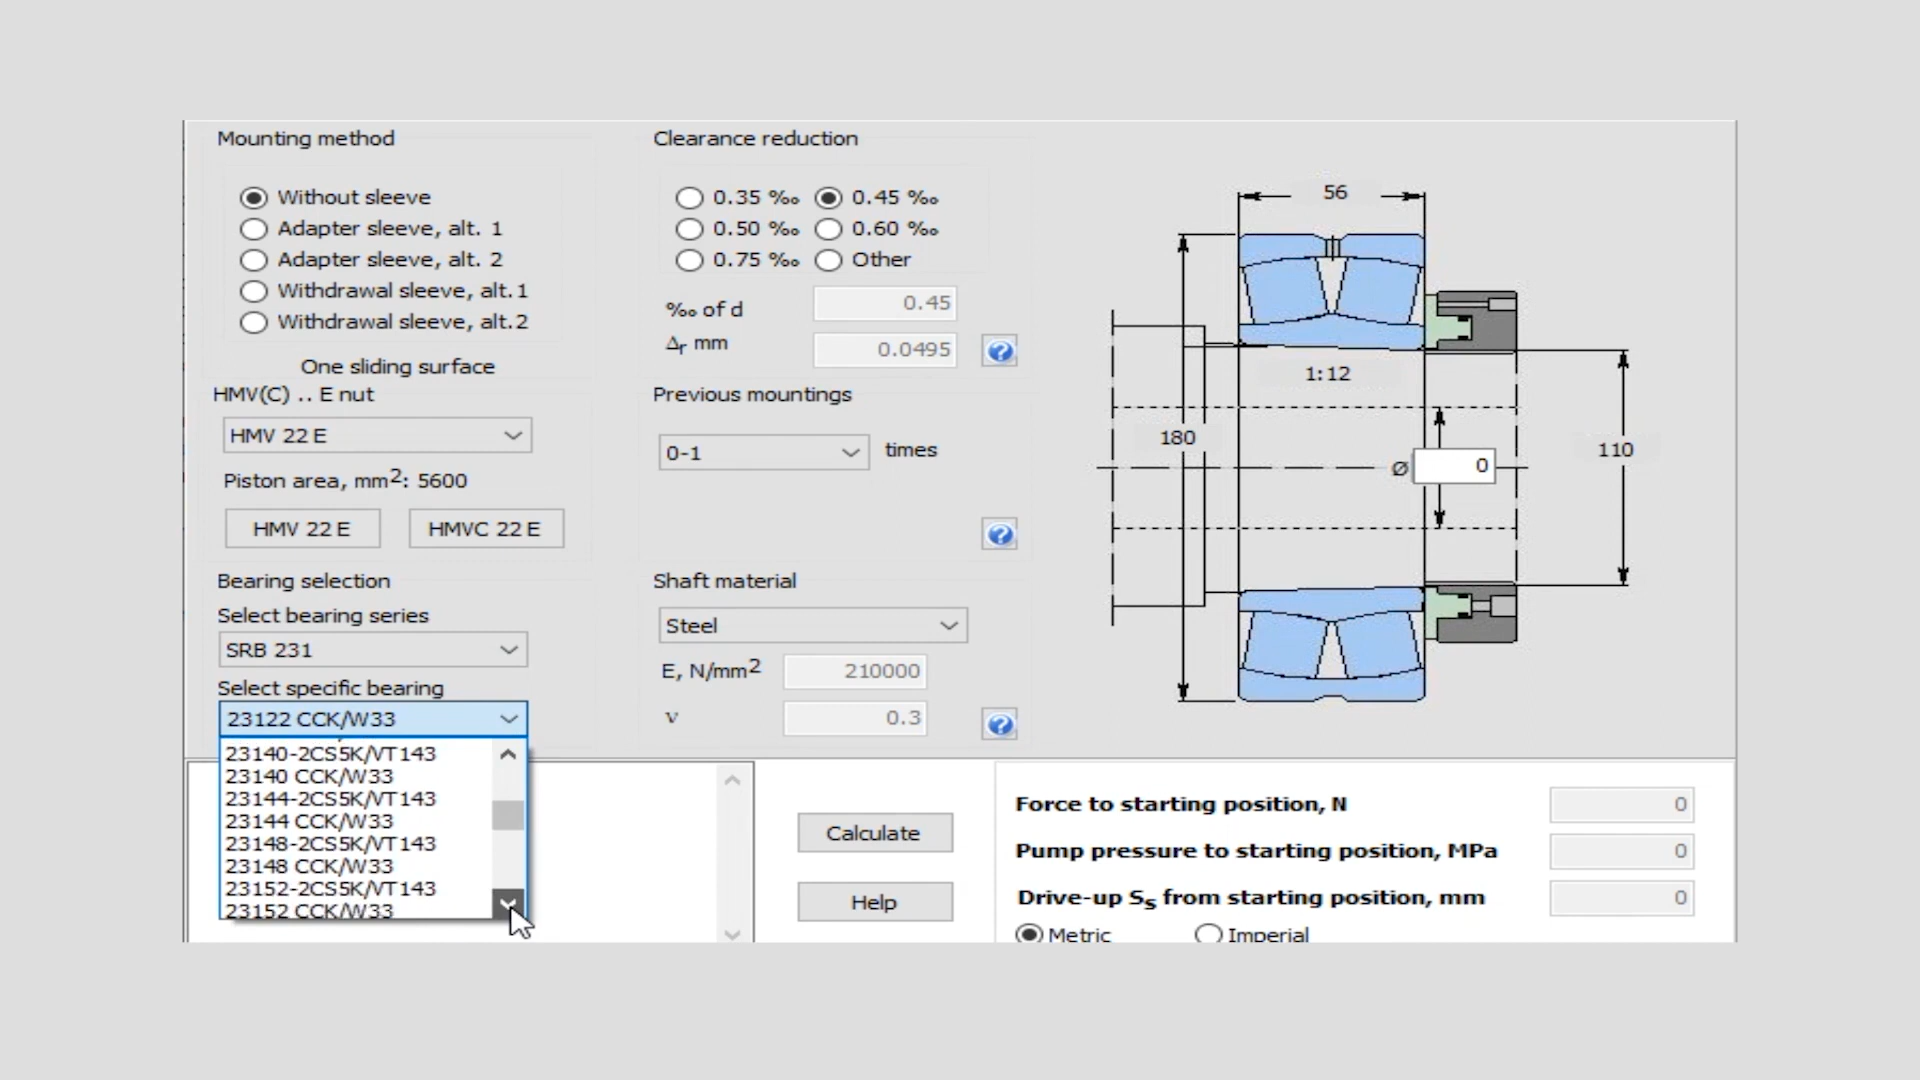 Mounting method
Without sleeve
Adapter sleeve, alt. 1
Adapter sleeve, alt. 2
Withdrawal sleeve, alt.1
Withdrawal sleeve, alt.2
One sliding surface
HMV(C) .. E nut
HMV 22 E
Piston area, mm2: 5600
HMV 22 E HMVC 22 E
Bearing selection
Select bearing series
SRB 231
Select specific bearing
23122 CCK/W33
23140-2CS5K/VT143
23140 CCK/W33
23144-2CS5K/VT143
23144 CCK/W33
23148-2CS5K/VT143
23148 CCK/W33
23152-2CS5K/VT143
23152 CCK/W33
Clearance reduction
0.35 ‰ 0.45 ‰
0.50 ‰ 0.60 ‰
0.75 ‰ Other
‰ of d 0.45
Δr mm 0.0495
Previous mountings
0-1 times
Shaft material
Steel
E, N/mm2 210000
v 0.3
56
1:12
180
110
Ø 0
Calculate
Help
Force to starting position, N 0
Pump pressure to starting position, MPa 0
Drive-up Ss from starting position, mm 0
Metric Imperial